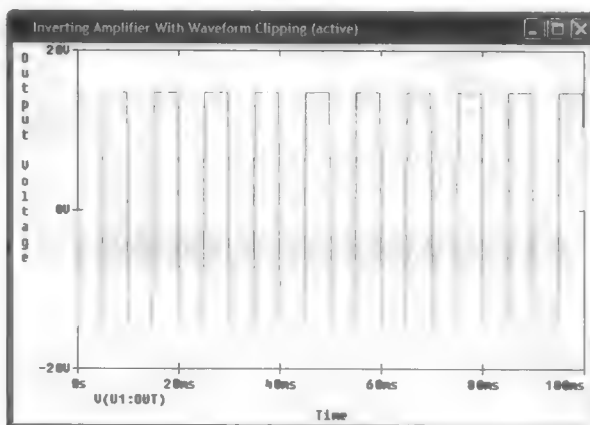 Inverting Amplifier With Waveform Clipping (active)
20V
Output Voltage
0V
-20V
0s 20ms 40ms 60ms 80ms 100ms
V(U1:OUT)
Time